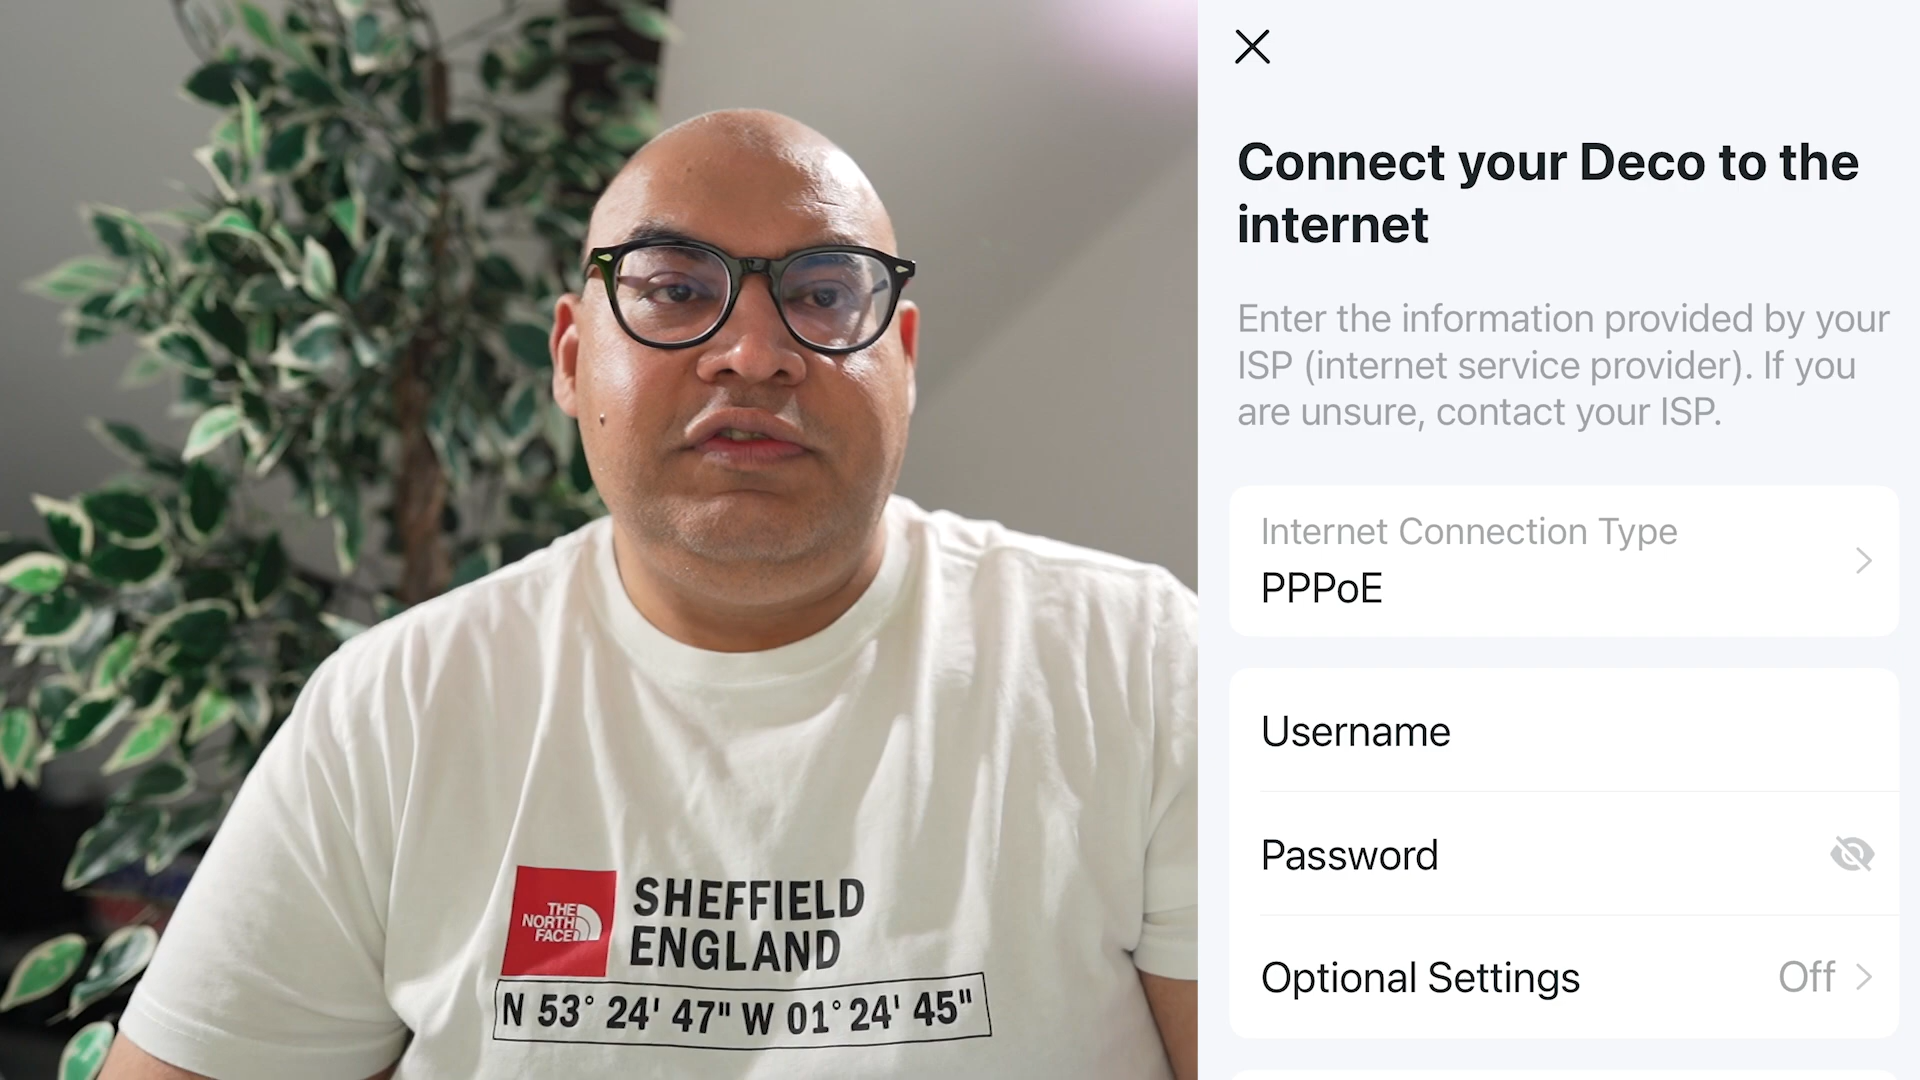 THE
NORTH
FACE
SHEFFIELD
ENGLAND
N 53° 24' 47" W 01° 24' 45"
Connect your Deco to the
internet
Enter the information provided by your
ISP (internet service provider). If you
are unsure, contact your ISP.
Internet Connection Type
PPPoE
Username
Password
Optional Settings Off